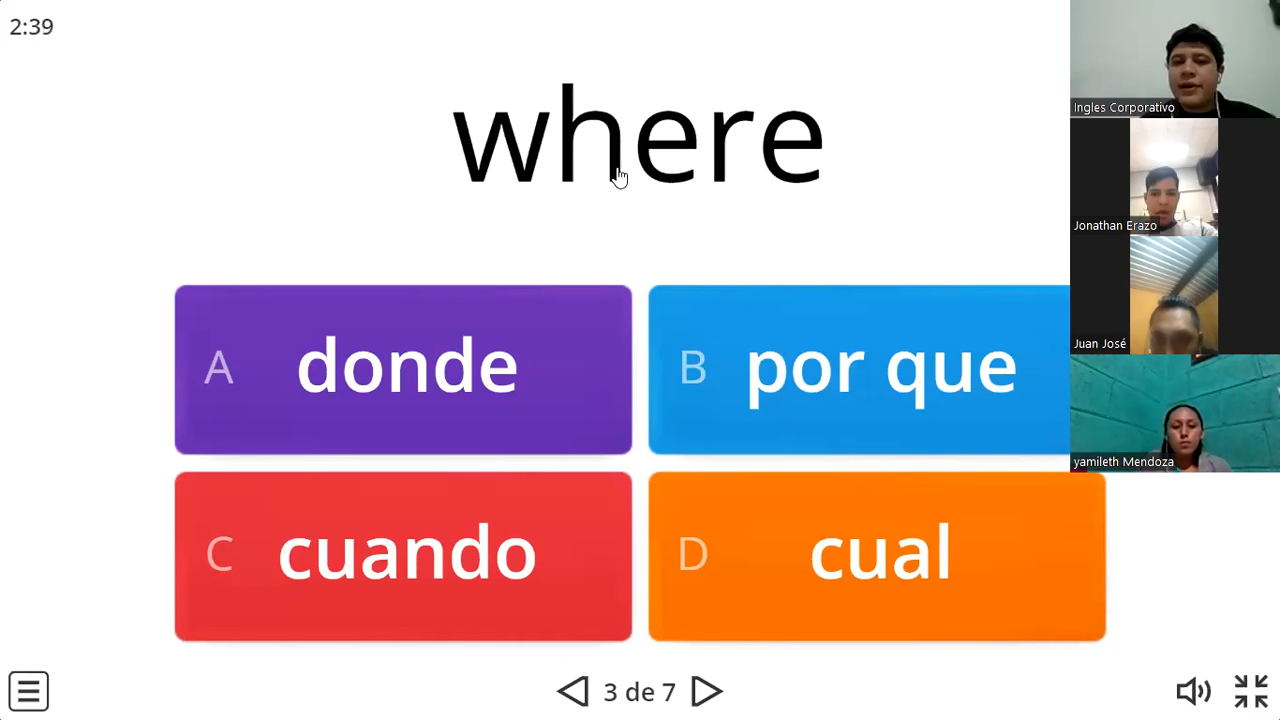 2:39
where
A donde
B por que
C cuando
D cual
3 de 7
Ingles Corporativo
Jonathan Erazo
Juan José
yamileth Mendoza